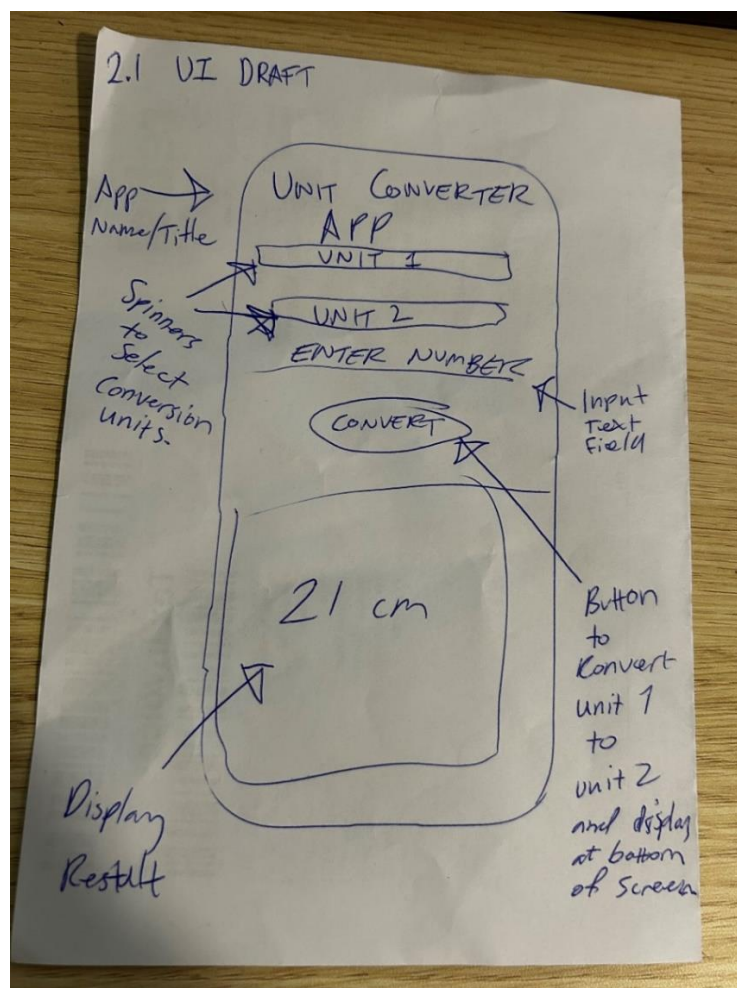 2.1 UI DRAFT
App
Name/Title
UNIT CONVERTER
APP
UNIT 1
UNIT 2
Spinners
to
Select
Conversion
units.
ENTER NUMBER
Input
Text
Field
CONVERT
21 cm
Button
to
Convert
unit 1
to
unit 2
and display
at bottom
of screen
Display
Result